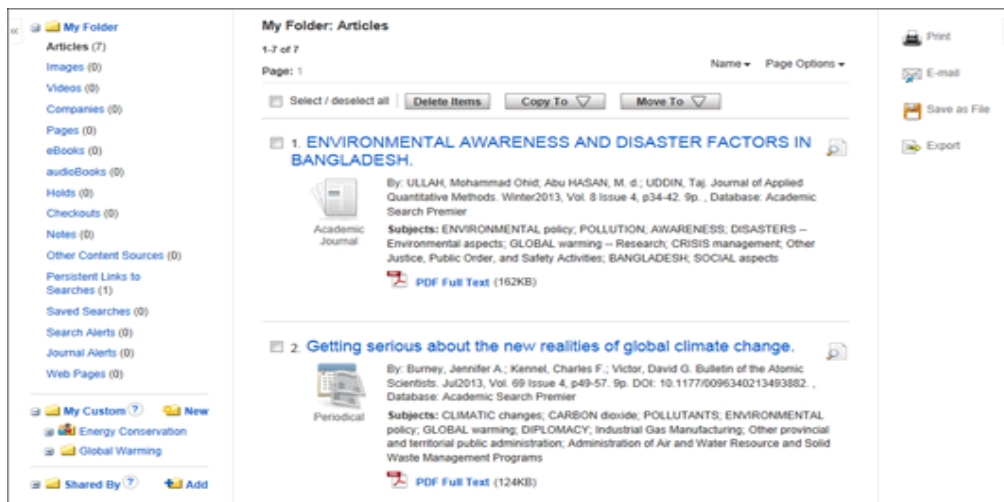 «
My Folder
Articles (7)
Images (0)
Videos (0)
Companies (0)
Pages (0)
eBooks (0)
audioBooks (0)
Holds (0)
Checkouts (0)
Notes (0)
Other Content Sources (0)
Persistent Links to
Searches (1)
Saved Searches (0)
Search Alerts (0)
Journal Alerts (0)
Web Pages (0)
My Custom ? New
Energy Conservation
Global Warming
Shared By ? Add
My Folder: Articles
1-7 of 7
Page: 1
Name Page Options
Select / deselect all Delete Items Copy To Move To
1. ENVIRONMENTAL AWARENESS AND DISASTER FACTORS IN
BANGLADESH.
By: ULLAH, Mohammad Ohid; Abu HASAN, M. d.; UDDIN, Taj. Journal of Applied
Quantitative Methods. Winter2013, Vol. 8 Issue 4, p34-42. 9p. , Database: Academic
Search Premier
Academic
Journal
Subjects: ENVIRONMENTAL policy; POLLUTION; AWARENESS; DISASTERS --
Environmental aspects; GLOBAL warming -- Research; CRISIS management; Other
Justice, Public Order, and Safety Activities; BANGLADESH; SOCIAL aspects
PDF Full Text (162KB)
2. Getting serious about the new realities of global climate change.
By: Burney, Jennifer A.; Kennel, Charles F.; Victor, David G. Bulletin of the Atomic
Scientists. Jul2013, Vol. 69 Issue 4, p49-57. 9p. DOI: 10.1177/0096340213493882. ,
Database: Academic Search Premier
Periodical
Subjects: CLIMATIC changes; CARBON dioxide; POLLUTANTS; ENVIRONMENTAL
policy; GLOBAL warming; DIPLOMACY; Industrial Gas Manufacturing; Other provincial
and territorial public administration; Administration of Air and Water Resource and Solid
Waste Management Programs
PDF Full Text (124KB)
Print
E-mail
Save as File
Export